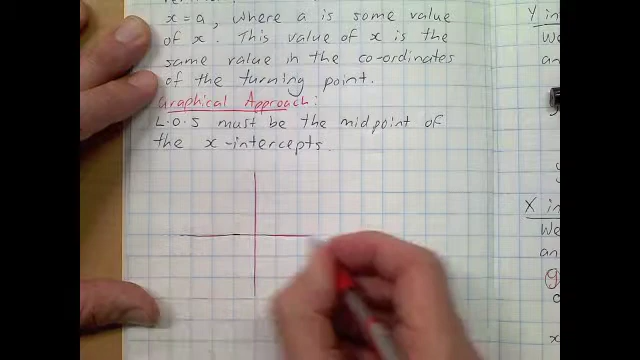 x = a, where a is some value
of x. This value of x is the
same value in the co-ordinates
of the turning point.
Graphical Approach:
L.O.S must be the midpoint of
the x-intercepts.
Y in
We
an
X in
We
an
x